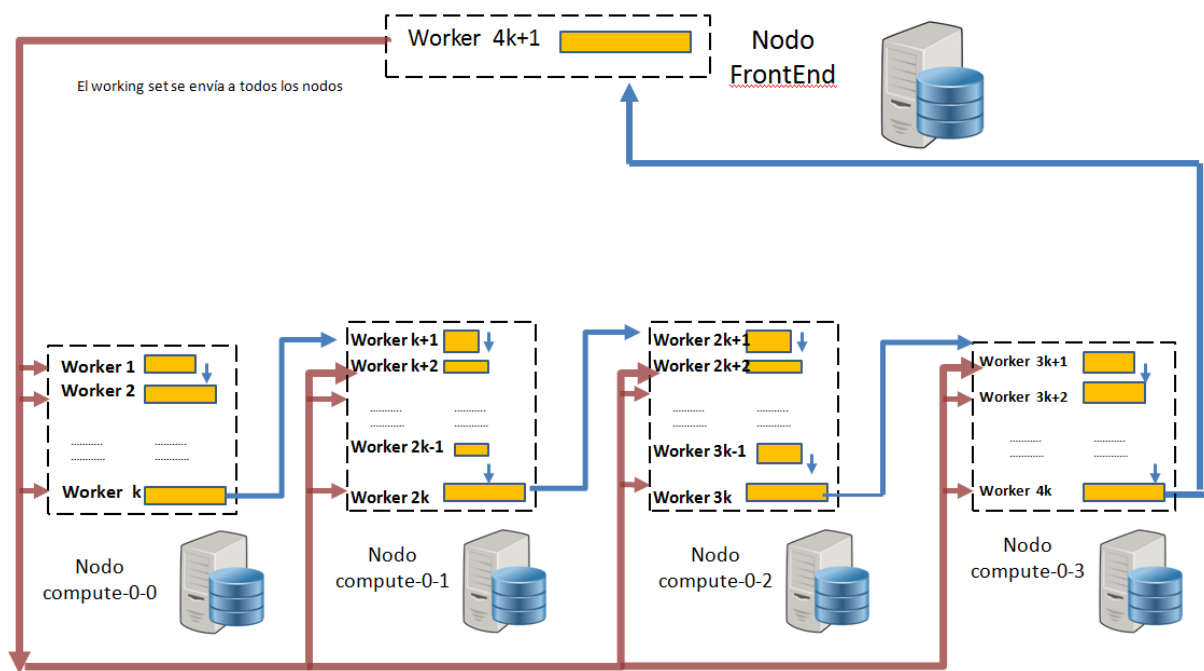 Worker 4k+1
Nodo
FrontEnd
El working set se envía a todos los nodos
Worker 1
Worker 2
........... ...........
........... ...........
Worker k
Nodo
compute-0-0
Worker k+1
Worker k+2
........... ...........
........... ...........
Worker 2k-1
Worker 2k
Nodo
compute-0-1
Worker 2k+1
Worker 2k+2
........... ...........
........... ...........
Worker 3k-1
Worker 3k
Nodo
compute-0-2
Worker 3k+1
Worker 3k+2
........... ...........
........... ...........
Worker 4k
Nodo
compute-0-3